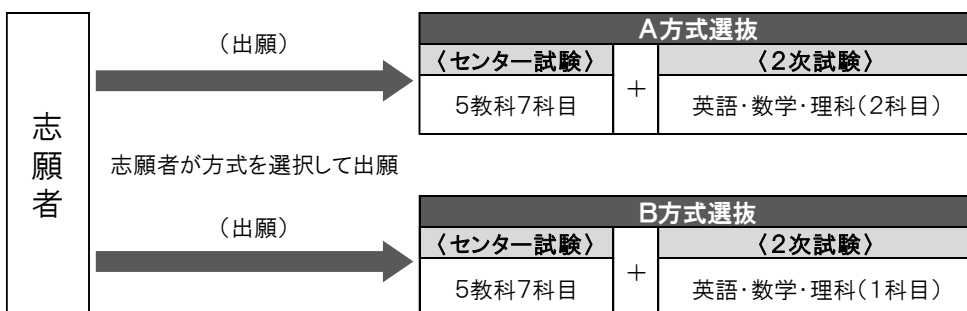 志願者
(出願)
志願者が方式を選択して出願
(出願)
A方式選抜
〈センター試験〉 + 〈2次試験〉
5教科7科目 英語・数学・理科(2科目)
B方式選抜
〈センター試験〉 + 〈2次試験〉
5教科7科目 英語・数学・理科(1科目)